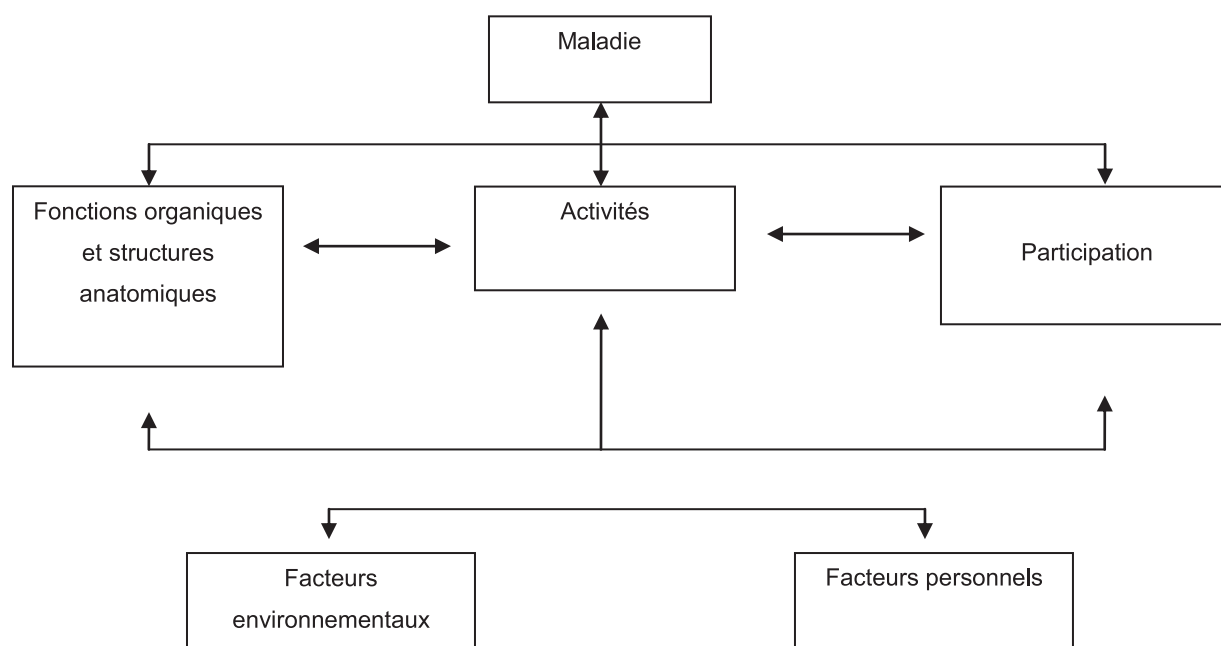 Maladie
Fonctions organiques
et structures
anatomiques
Activités
Participation
Facteurs
environnementaux
Facteurs personnels